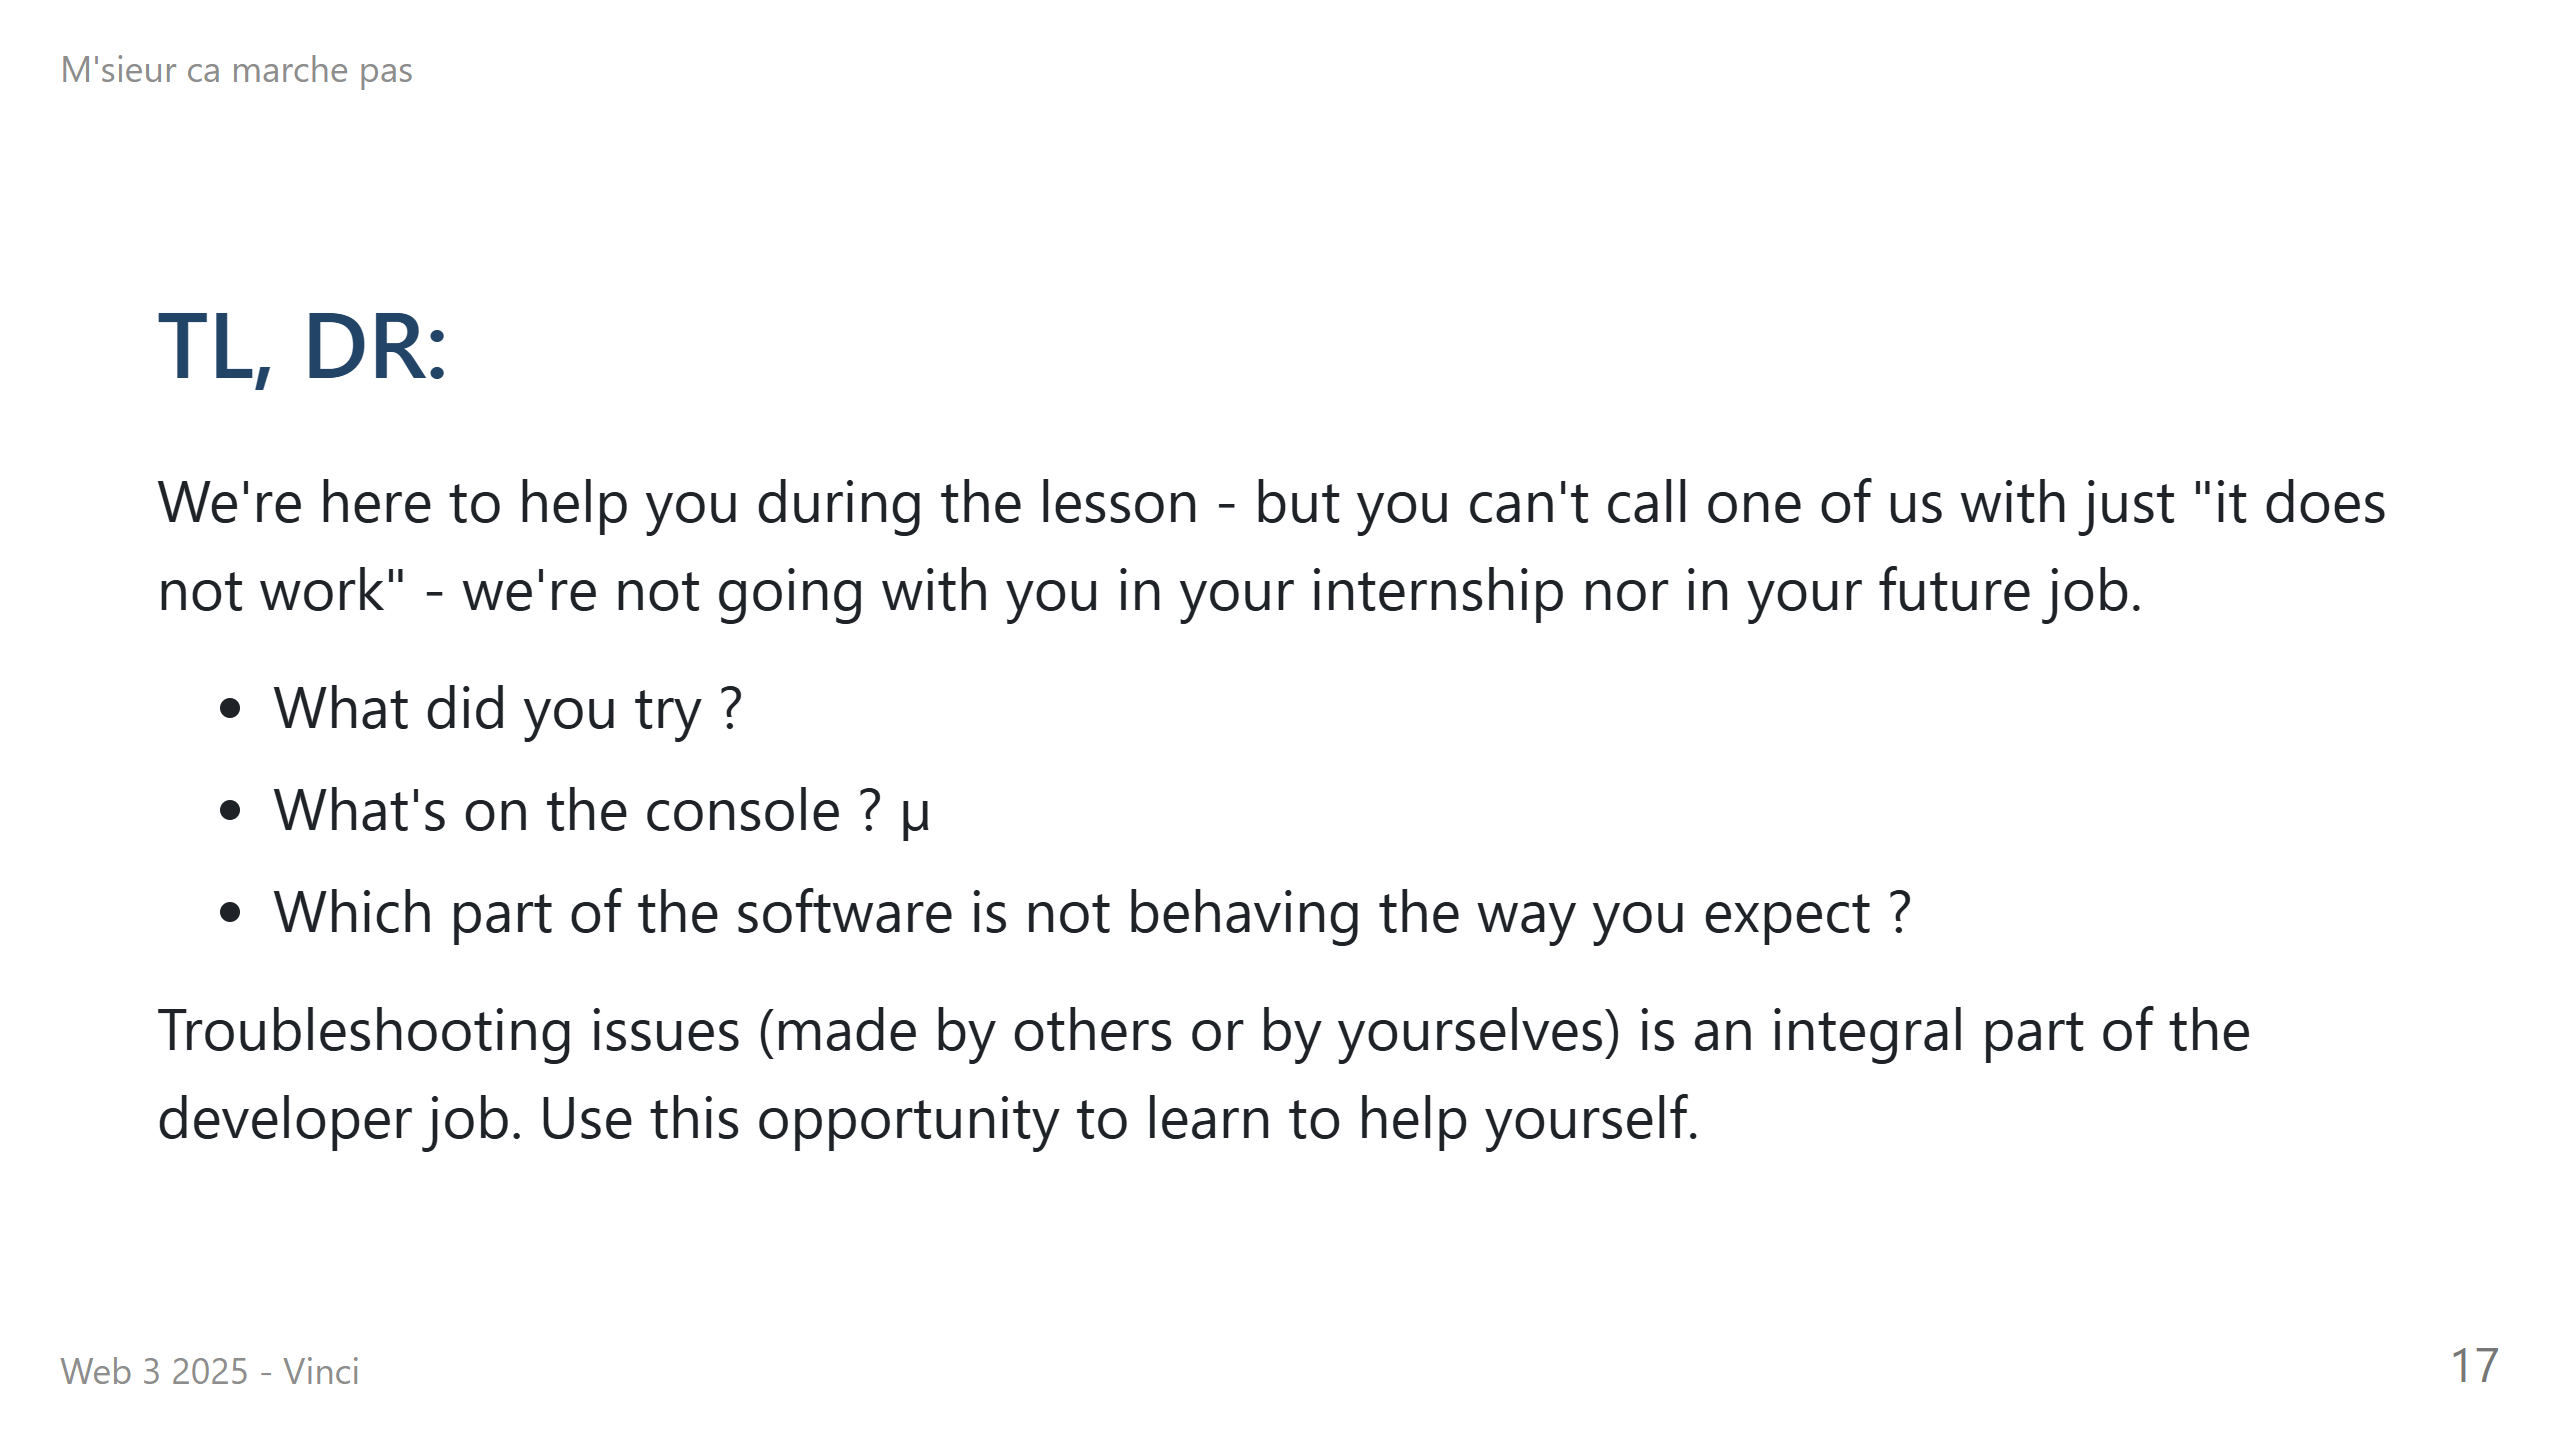 M'sieur ca marche pas
TL, DR:
We're here to help you during the lesson - but you can't call one of us with just "it does
not work" - we're not going with you in your internship nor in your future job.
• What did you try ?
• What's on the console ? µ
• Which part of the software is not behaving the way you expect ?
Troubleshooting issues (made by others or by yourselves) is an integral part of the
developer job. Use this opportunity to learn to help yourself.
Web 3 2025 - Vinci
17